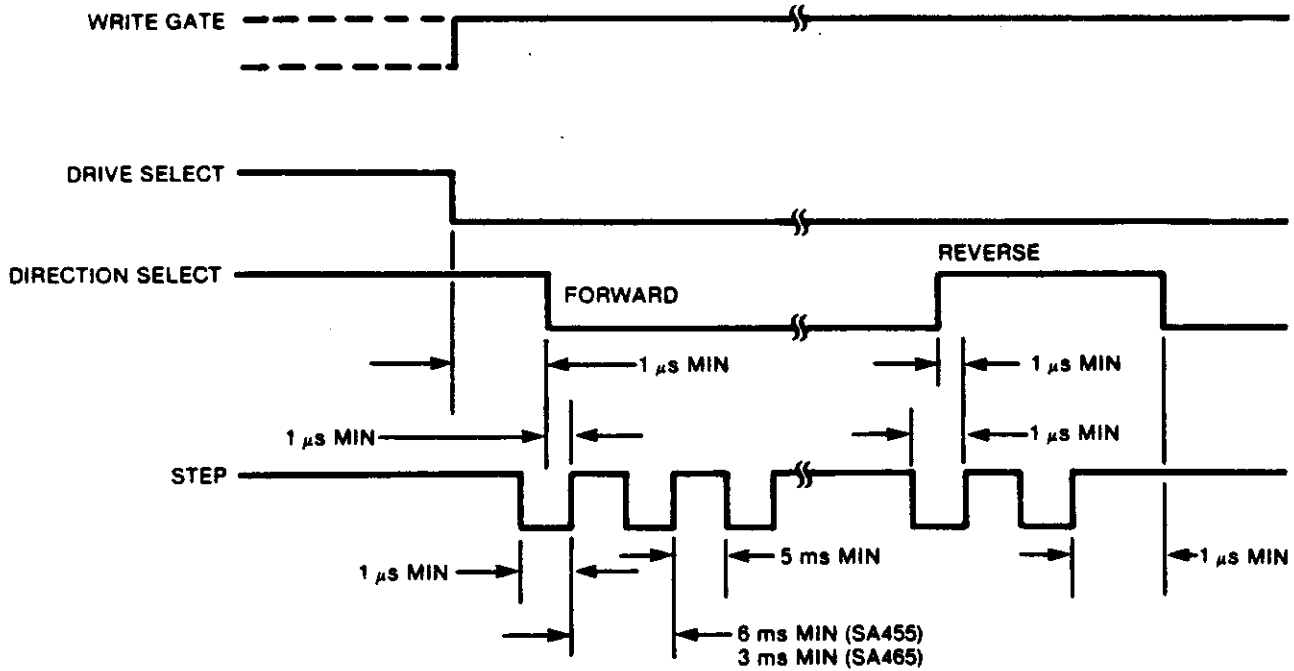 WRITE GATE
DRIVE SELECT
DIRECTION SELECT
FORWARD
REVERSE
1 μs MIN
1 μs MIN
1 μs MIN
1 μs MIN
STEP
1 μs MIN
5 ms MIN
1 μs MIN
6 ms MIN (SA455)
3 ms MIN (SA465)